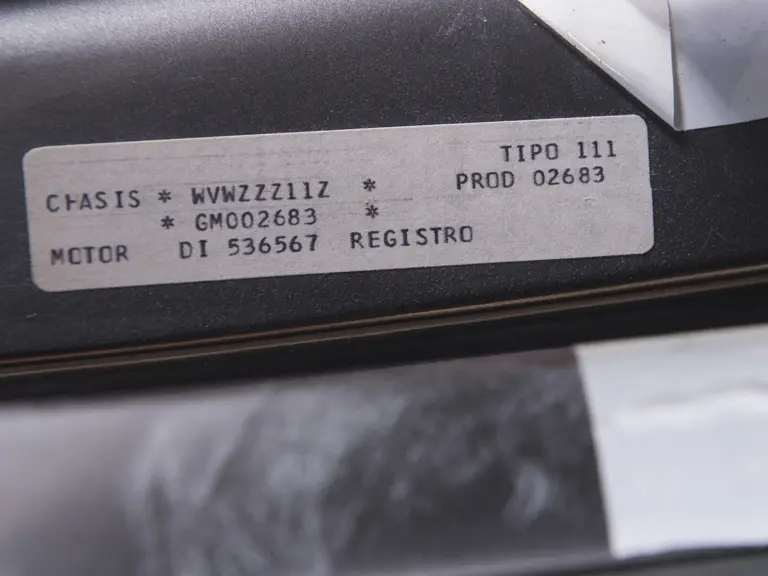 TIPO 111
CHASIS * WVWZZZ11Z * PROD 02683
* GM002683 *
MOTOR DI 536567 REGISTRO